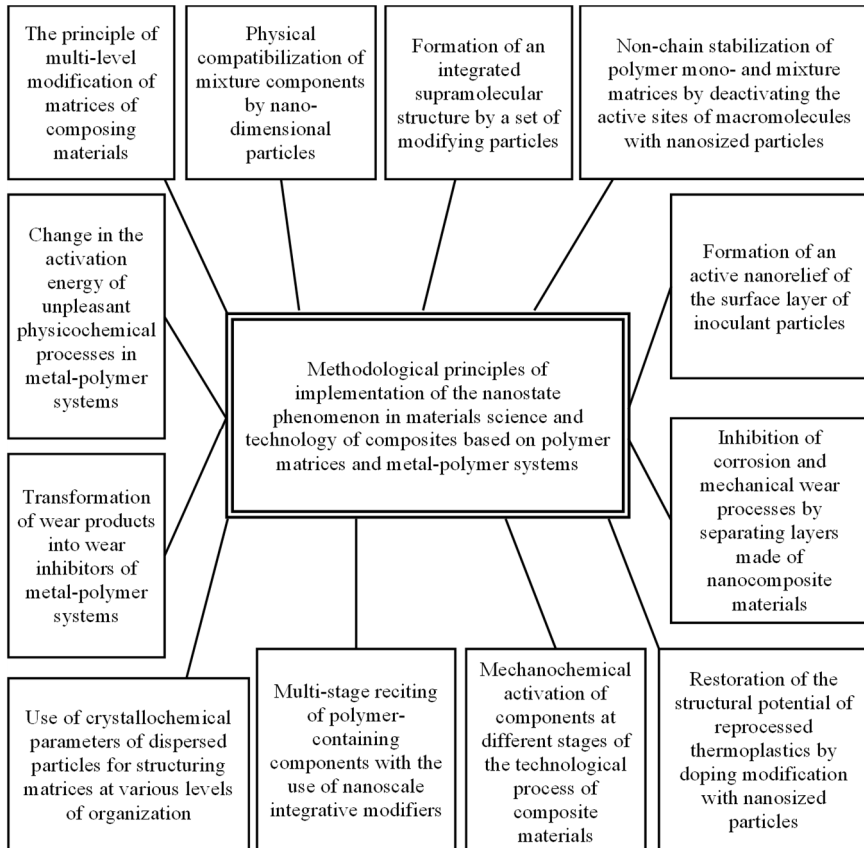 The principle of
multi-level
modification of
matrices of
composing
materials
Physical
compatibilization of
mixture components
by nano-
dimensional
particles
Formation of an
integrated
supramolecular
structure by a set of
modifying particles
Non-chain stabilization of
polymer mono- and mixture
matrices by deactivating the
active sites of macromolecules
with nanosized particles
Change in the
activation
energy of
unpleasant
physicochemical
processes in
metal-polymer
systems
Formation of an
active nanorelief of
the surface layer of
inoculant particles
Methodological principles of
implementation of the nanostate
phenomenon in materials science and
technology of composites based on polymer
matrices and metal-polymer systems
Transformation
of wear products
into wear
inhibitors of
metal-polymer
systems
Inhibition of
corrosion and
mechanical wear
processes by
separating layers
made of
nanocomposite
materials
Use of crystallochemical
parameters of dispersed
particles for structuring
matrices at various levels
of organization
Multi-stage reciting
of polymer-
containing
components with the
use of nanoscale
integrative modifiers
Mechanochemical
activation of
components at
different stages of
the technological
process of
composite
materials
Restoration of the
structural potential of
reprocessed
thermoplastics by
doping modification
with nanosized
particles